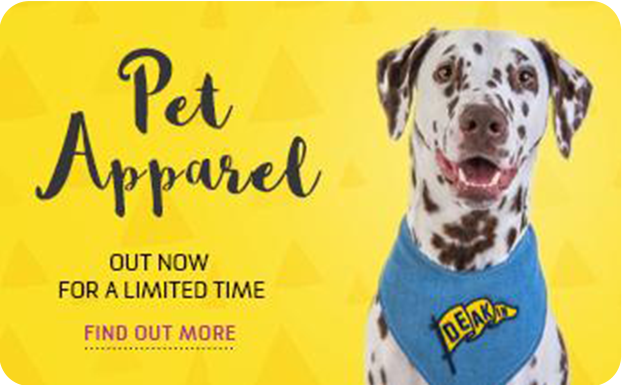 Pet
Apparel
OUT NOW
FOR A LIMITED TIME
FIND OUT MORE
DEAKIN